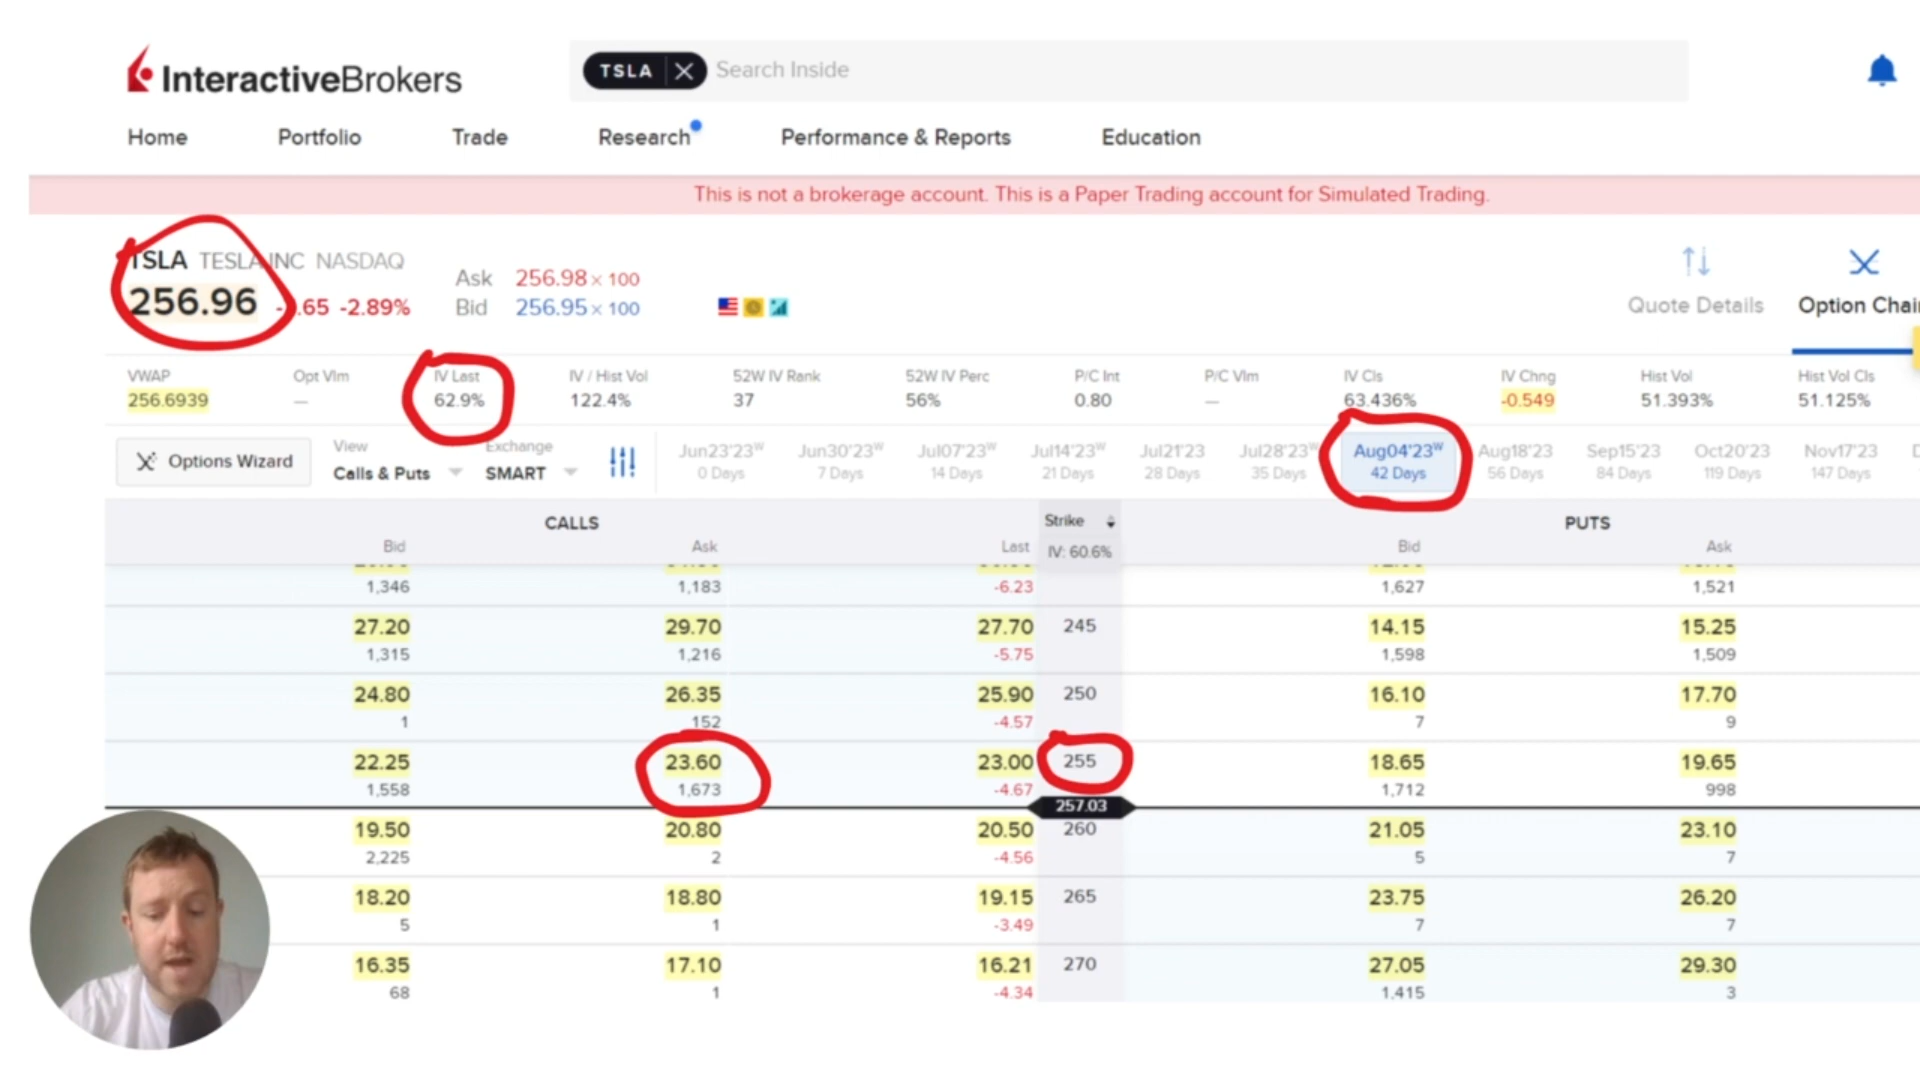 InteractiveBrokers
TSLA Search Inside
Home Portfolio Trade Research Performance & Reports Education
This is not a brokerage account. This is a Paper Trading account for Simulated Trading.
TSLA TESLA INC NASDAQ
256.96 .65 -2.89%
Ask 256.98 × 100
Bid 256.95 × 100
Quote Details Option Chain
VWAP Opt Vlm IV Last IV / Hist Vol 52W IV Rank 52W IV Perc P/C Int P/C Vlm IV Cls IV Chng Hist Vol Hist Vol Cls
256.6939 — 62.9% 122.4% 37 56% 0.80 — 63.436% -0.549 51.393% 51.125%
Options Wizard
View
Calls & Puts
Exchange
SMART
Jun23'23W Jun30'23W Jul07'23W Jul14'23W Jul21'23 Jul28'23W Aug04'23W Aug18'23 Sep15'23 Oct20'23 Nov17'23 D
0 Days 7 Days 14 Days 21 Days 28 Days 35 Days 42 Days 56 Days 84 Days 119 Days 147 Days
CALLS Strike PUTS
Bid Ask Last IV: 60.6% Bid Ask
1,346 1,183 -6.23 1,627 1,521
27.20 29.70 27.70 245 14.15 15.25
1,315 1,216 -5.75 1,598 1,509
24.80 26.35 25.90 250 16.10 17.70
1 152 -4.57 7 9
22.25 23.60 23.00 255 18.65 19.65
1,558 1,673 -4.67 1,712 998
257.03
19.50 20.80 20.50 260 21.05 23.10
2,225 2 -4.56 5 7
18.20 18.80 19.15 265 23.75 26.20
5 1 -3.49 7 7
16.35 17.10 16.21 270 27.05 29.30
68 1 -4.34 1,415 3